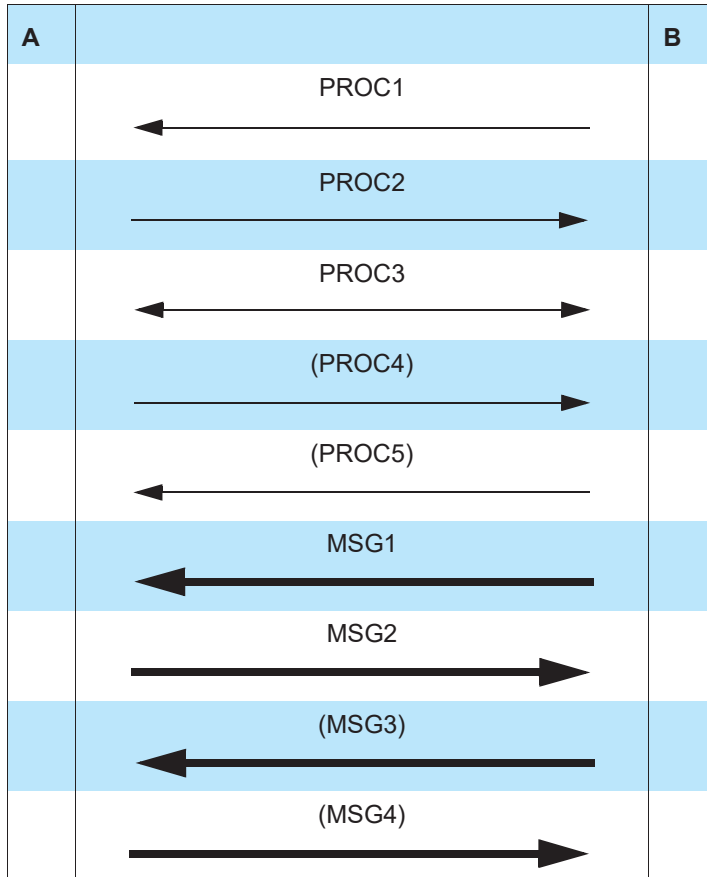 A B
PROC1
PROC2
PROC3
(PROC4)
(PROC5)
MSG1
MSG2
(MSG3)
(MSG4)